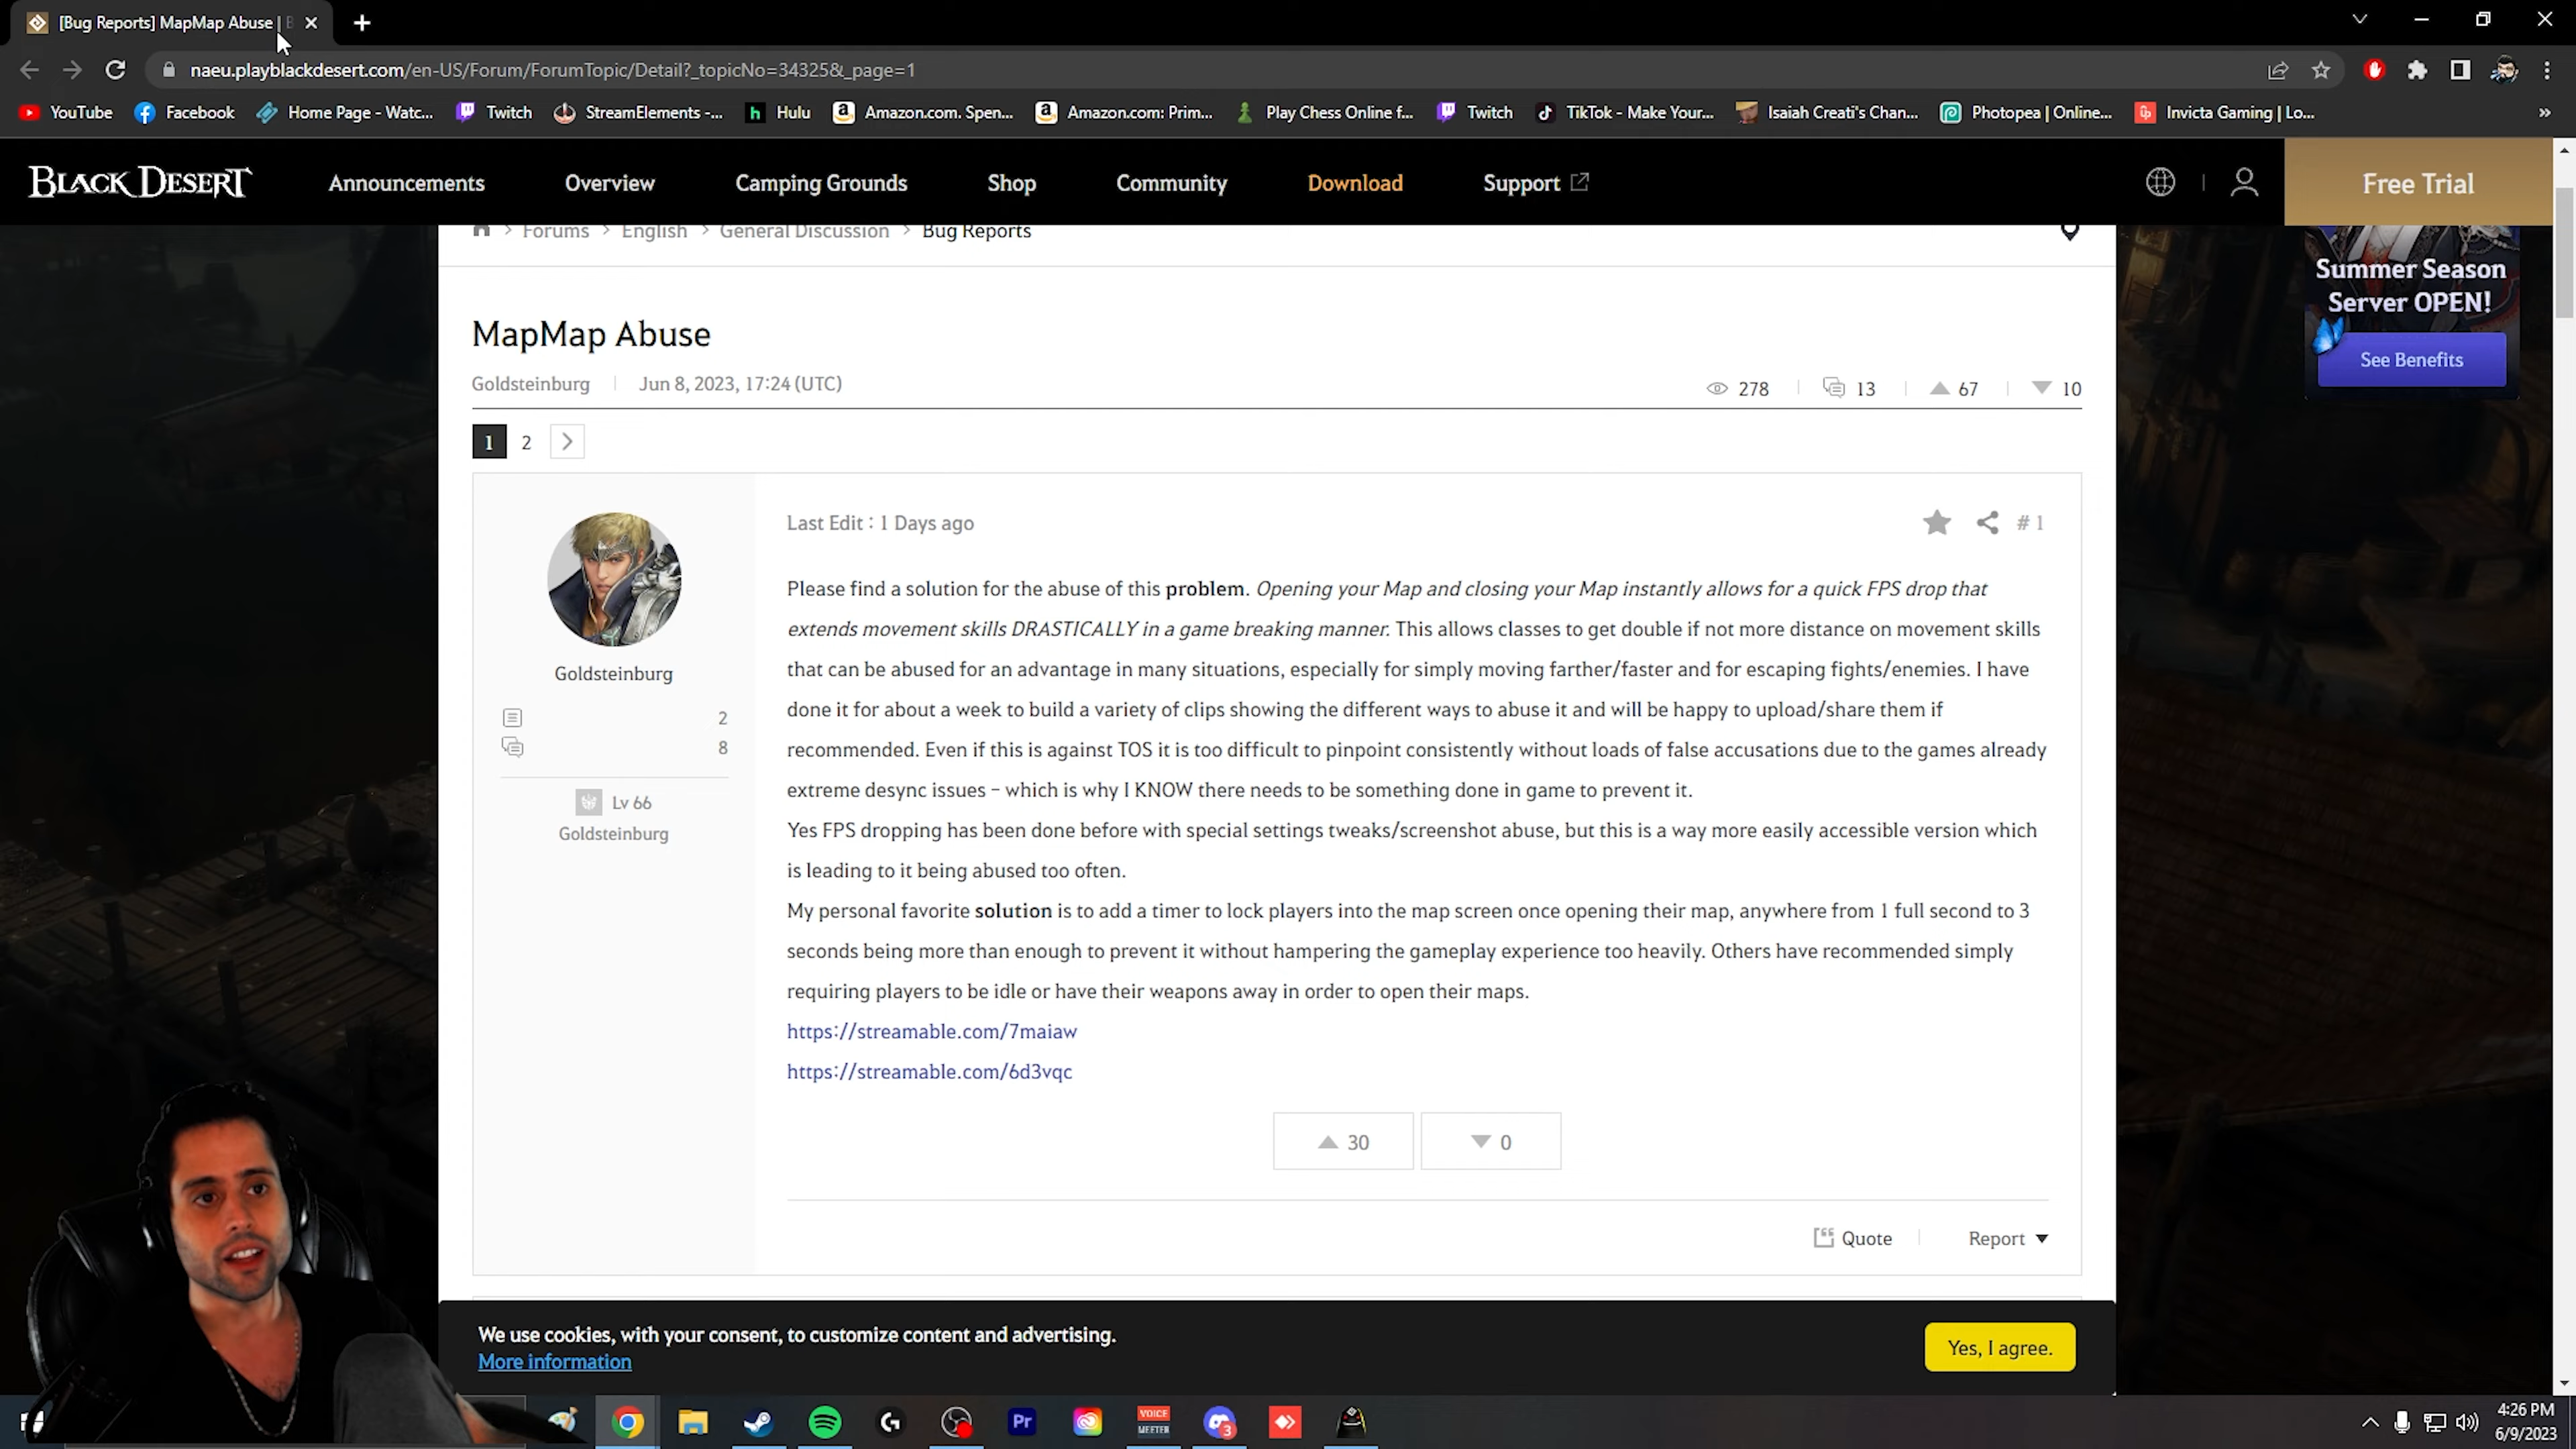 [Bug Reports] MapMap Abuse |
naeu.playblackdesert.com/en-US/Forum/ForumTopic/Detail?_topicNo=34325&_page=1
YouTube Facebook Home Page - Watc... Twitch StreamElements -... Hulu Amazon.com. Spen... Amazon.com: Prim... Play Chess Online f... Twitch TikTok - Make Your... Isaiah Creati's Chan... Photopea | Online... Invicta Gaming | Lo... »
BLACK DESERT Announcements Overview Camping Grounds Shop Community Download Support Free Trial
> Forums > English > General Discussion > Bug Reports
Summer Season
Server OPEN!
See Benefits
MapMap Abuse
Goldsteinburg | Jun 8, 2023, 17:24 (UTC) 278 | 13 | 67 | 10
1 2 >
Last Edit : 1 Days ago # 1
Goldsteinburg
2
8
Lv 66
Goldsteinburg
Please find a solution for the abuse of this problem. Opening your Map and closing your Map instantly allows for a quick FPS drop that
extends movement skills DRASTICALLY in a game breaking manner. This allows classes to get double if not more distance on movement skills
that can be abused for an advantage in many situations, especially for simply moving farther/faster and for escaping fights/enemies. I have
done it for about a week to build a variety of clips showing the different ways to abuse it and will be happy to upload/share them if
recommended. Even if this is against TOS it is too difficult to pinpoint consistently without loads of false accusations due to the games already
extreme desync issues - which is why I KNOW there needs to be something done in game to prevent it.
Yes FPS dropping has been done before with special settings tweaks/screenshot abuse, but this is a way more easily accessible version which
is leading to it being abused too often.
My personal favorite solution is to add a timer to lock players into the map screen once opening their map, anywhere from 1 full second to 3
seconds being more than enough to prevent it without hampering the gameplay experience too heavily. Others have recommended simply
requiring players to be idle or have their weapons away in order to open their maps.
https://streamable.com/7maiaw
https://streamable.com/6d3vqc
30 0
Quote | Report
We use cookies, with your consent, to customize content and advertising.
More information
Yes, I agree.
Pr
VOICE
MEETER
3
4:26 PM
6/9/2023